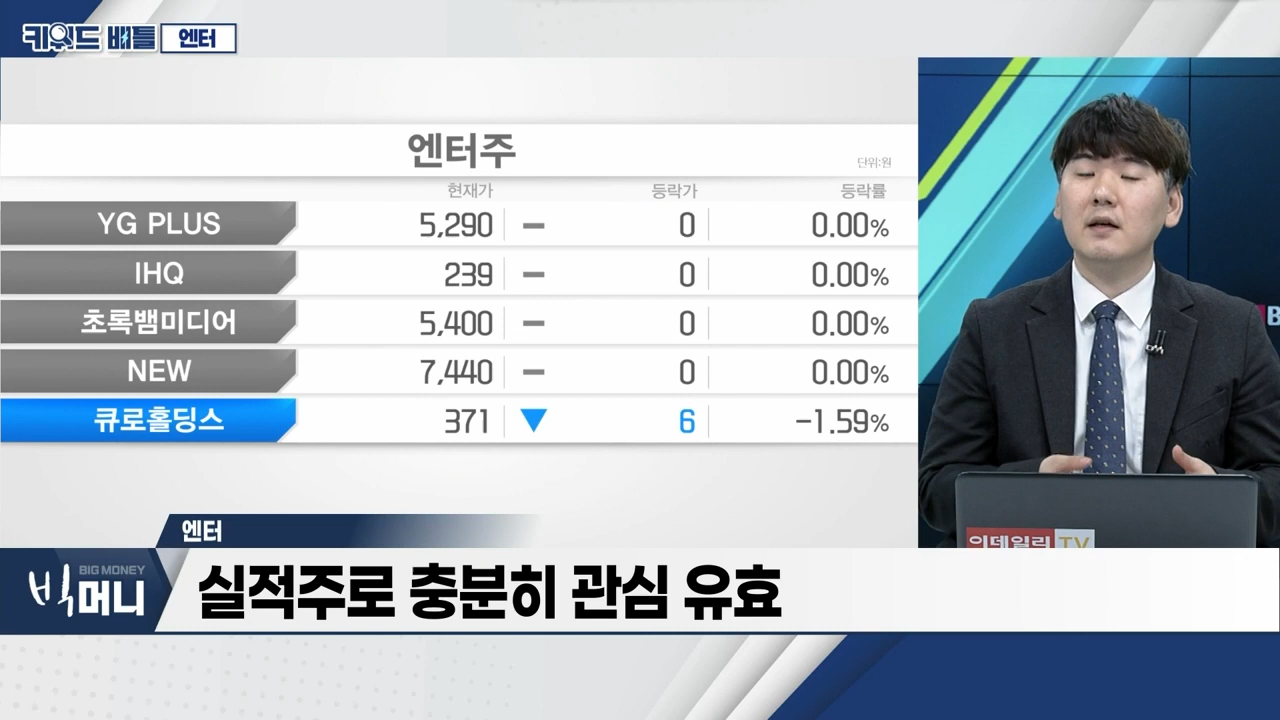 키워드 배틀 엔터
엔터주
단위:원
현재가 등락가 등락률
YG PLUS 5,290 − 0 0.00%
IHQ 239 − 0 0.00%
초록뱀미디어 5,400 − 0 0.00%
NEW 7,440 − 0 0.00%
큐로홀딩스 371 ▼ 6 −1.59%
B
이데일리 TV
엔터
BIG MONEY
빅머니
실적주로 충분히 관심 유효